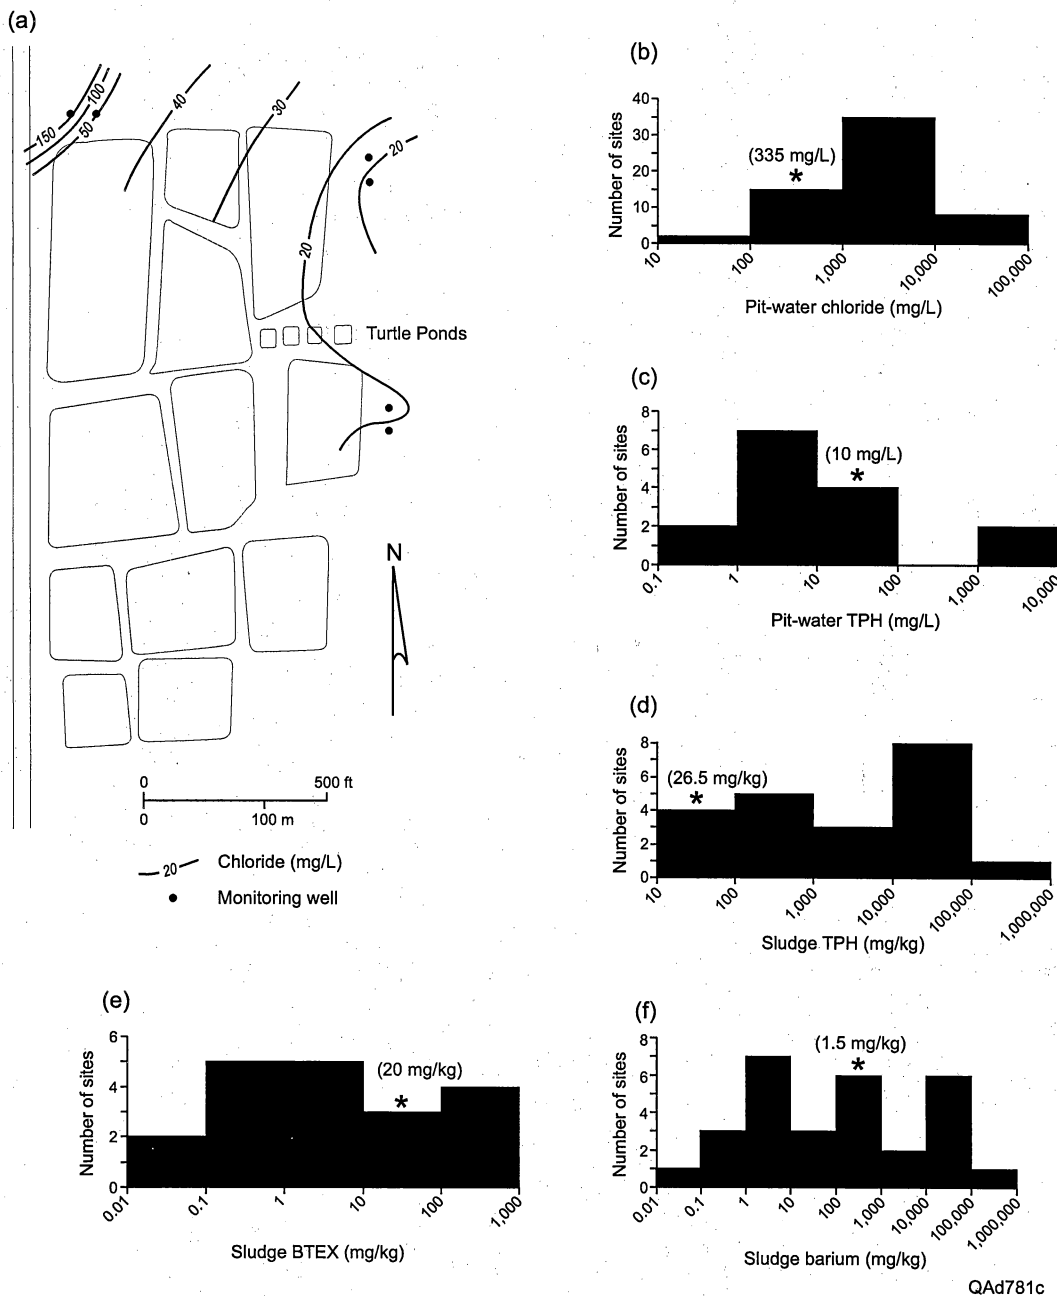 (a)
150
100
50
40
30
20
20
Turtle Ponds
N
0 500 ft
0 100 m
20 Chloride (mg/L)
Monitoring well
(b)
Number of sites
40
30
20
10
0
(335 mg/L)
*
10 100 1,000 10,000 100,000
Pit-water chloride (mg/L)
(c)
Number of sites
8
6
4
2
0
(10 mg/L)
*
0.1 1 10 100 1,000 10,000
Pit-water TPH (mg/L)
(d)
Number of sites
8
6
4
2
0
(26.5 mg/kg)
*
10 100 1,000 10,000 100,000 1,000,000
Sludge TPH (mg/kg)
(e)
Number of sites
6
4
2
0
(20 mg/kg)
*
0.01 0.1 1 10 100 1,000
Sludge BTEX (mg/kg)
(f)
Number of sites
8
6
4
2
0
(1.5 mg/kg)
*
0.01 0.1 1 10 100 1,000 10,000 100,000 1,000,000
Sludge barium (mg/kg)
QAd781c